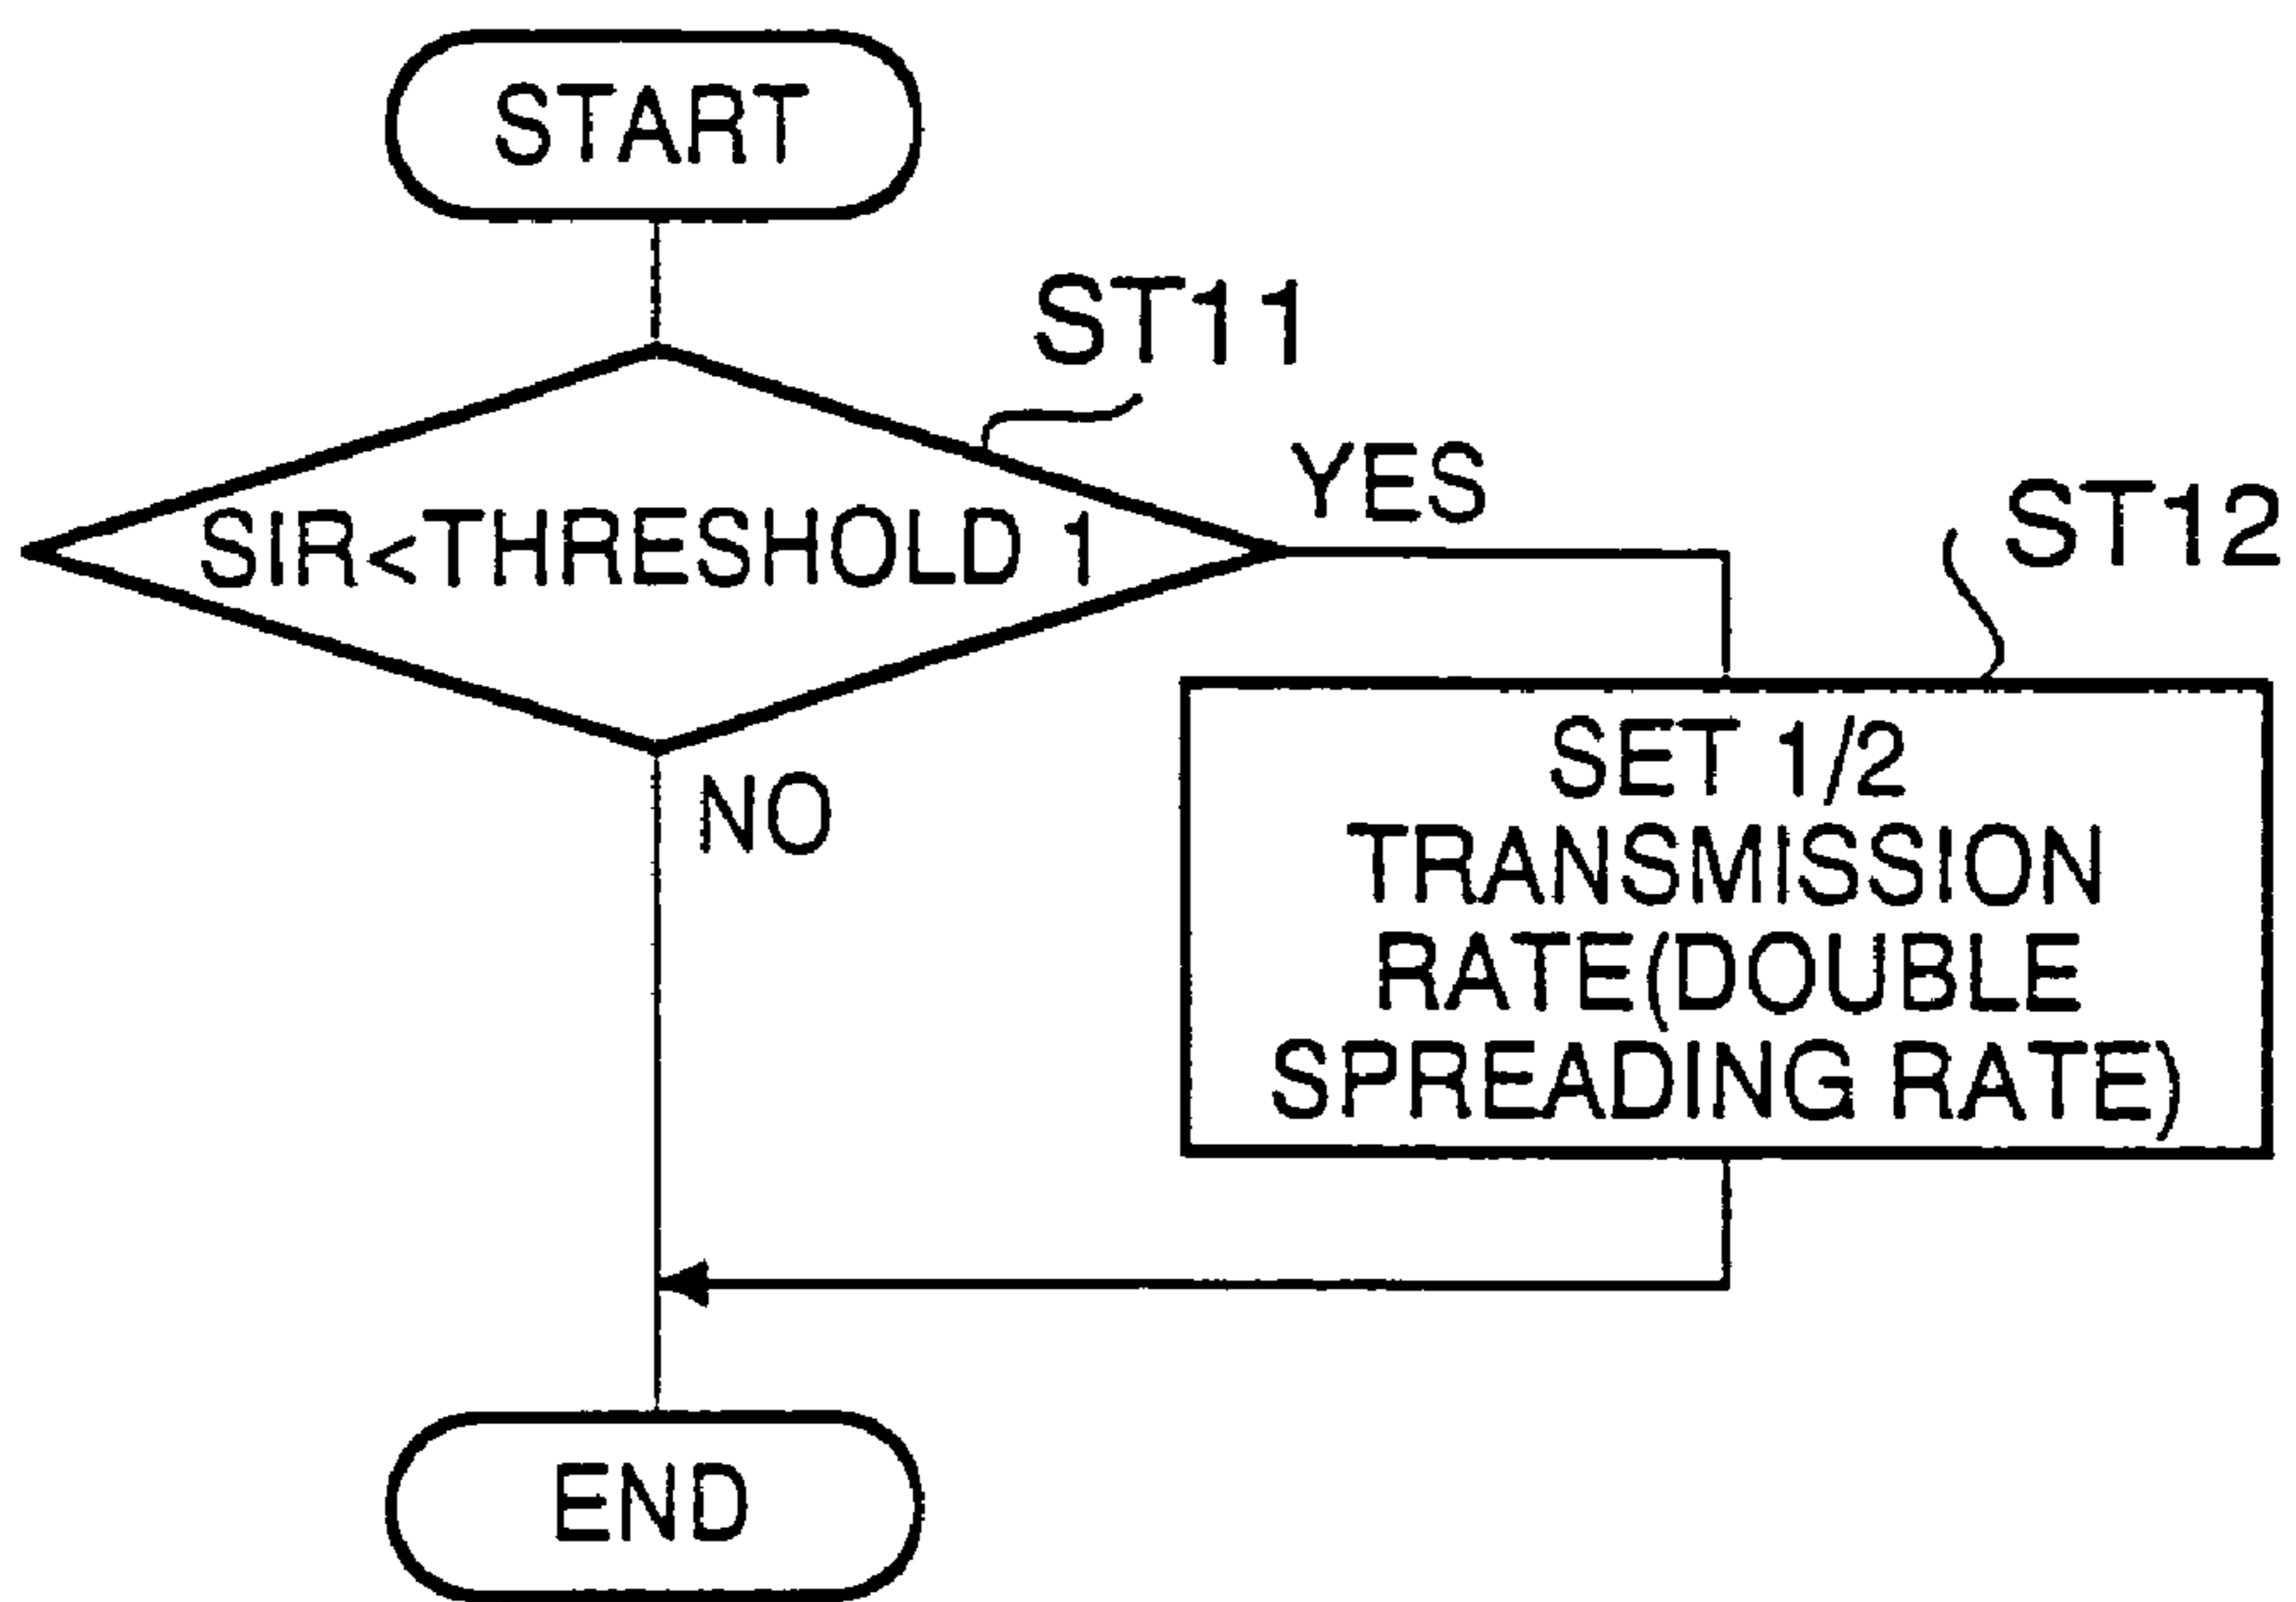 START
ST11
YES
ST12
SIR<THRESHOLD 1
NO
SET 1/2
TRANSMISSION
RATE(DOUBLE
SPREADING RATE)
END